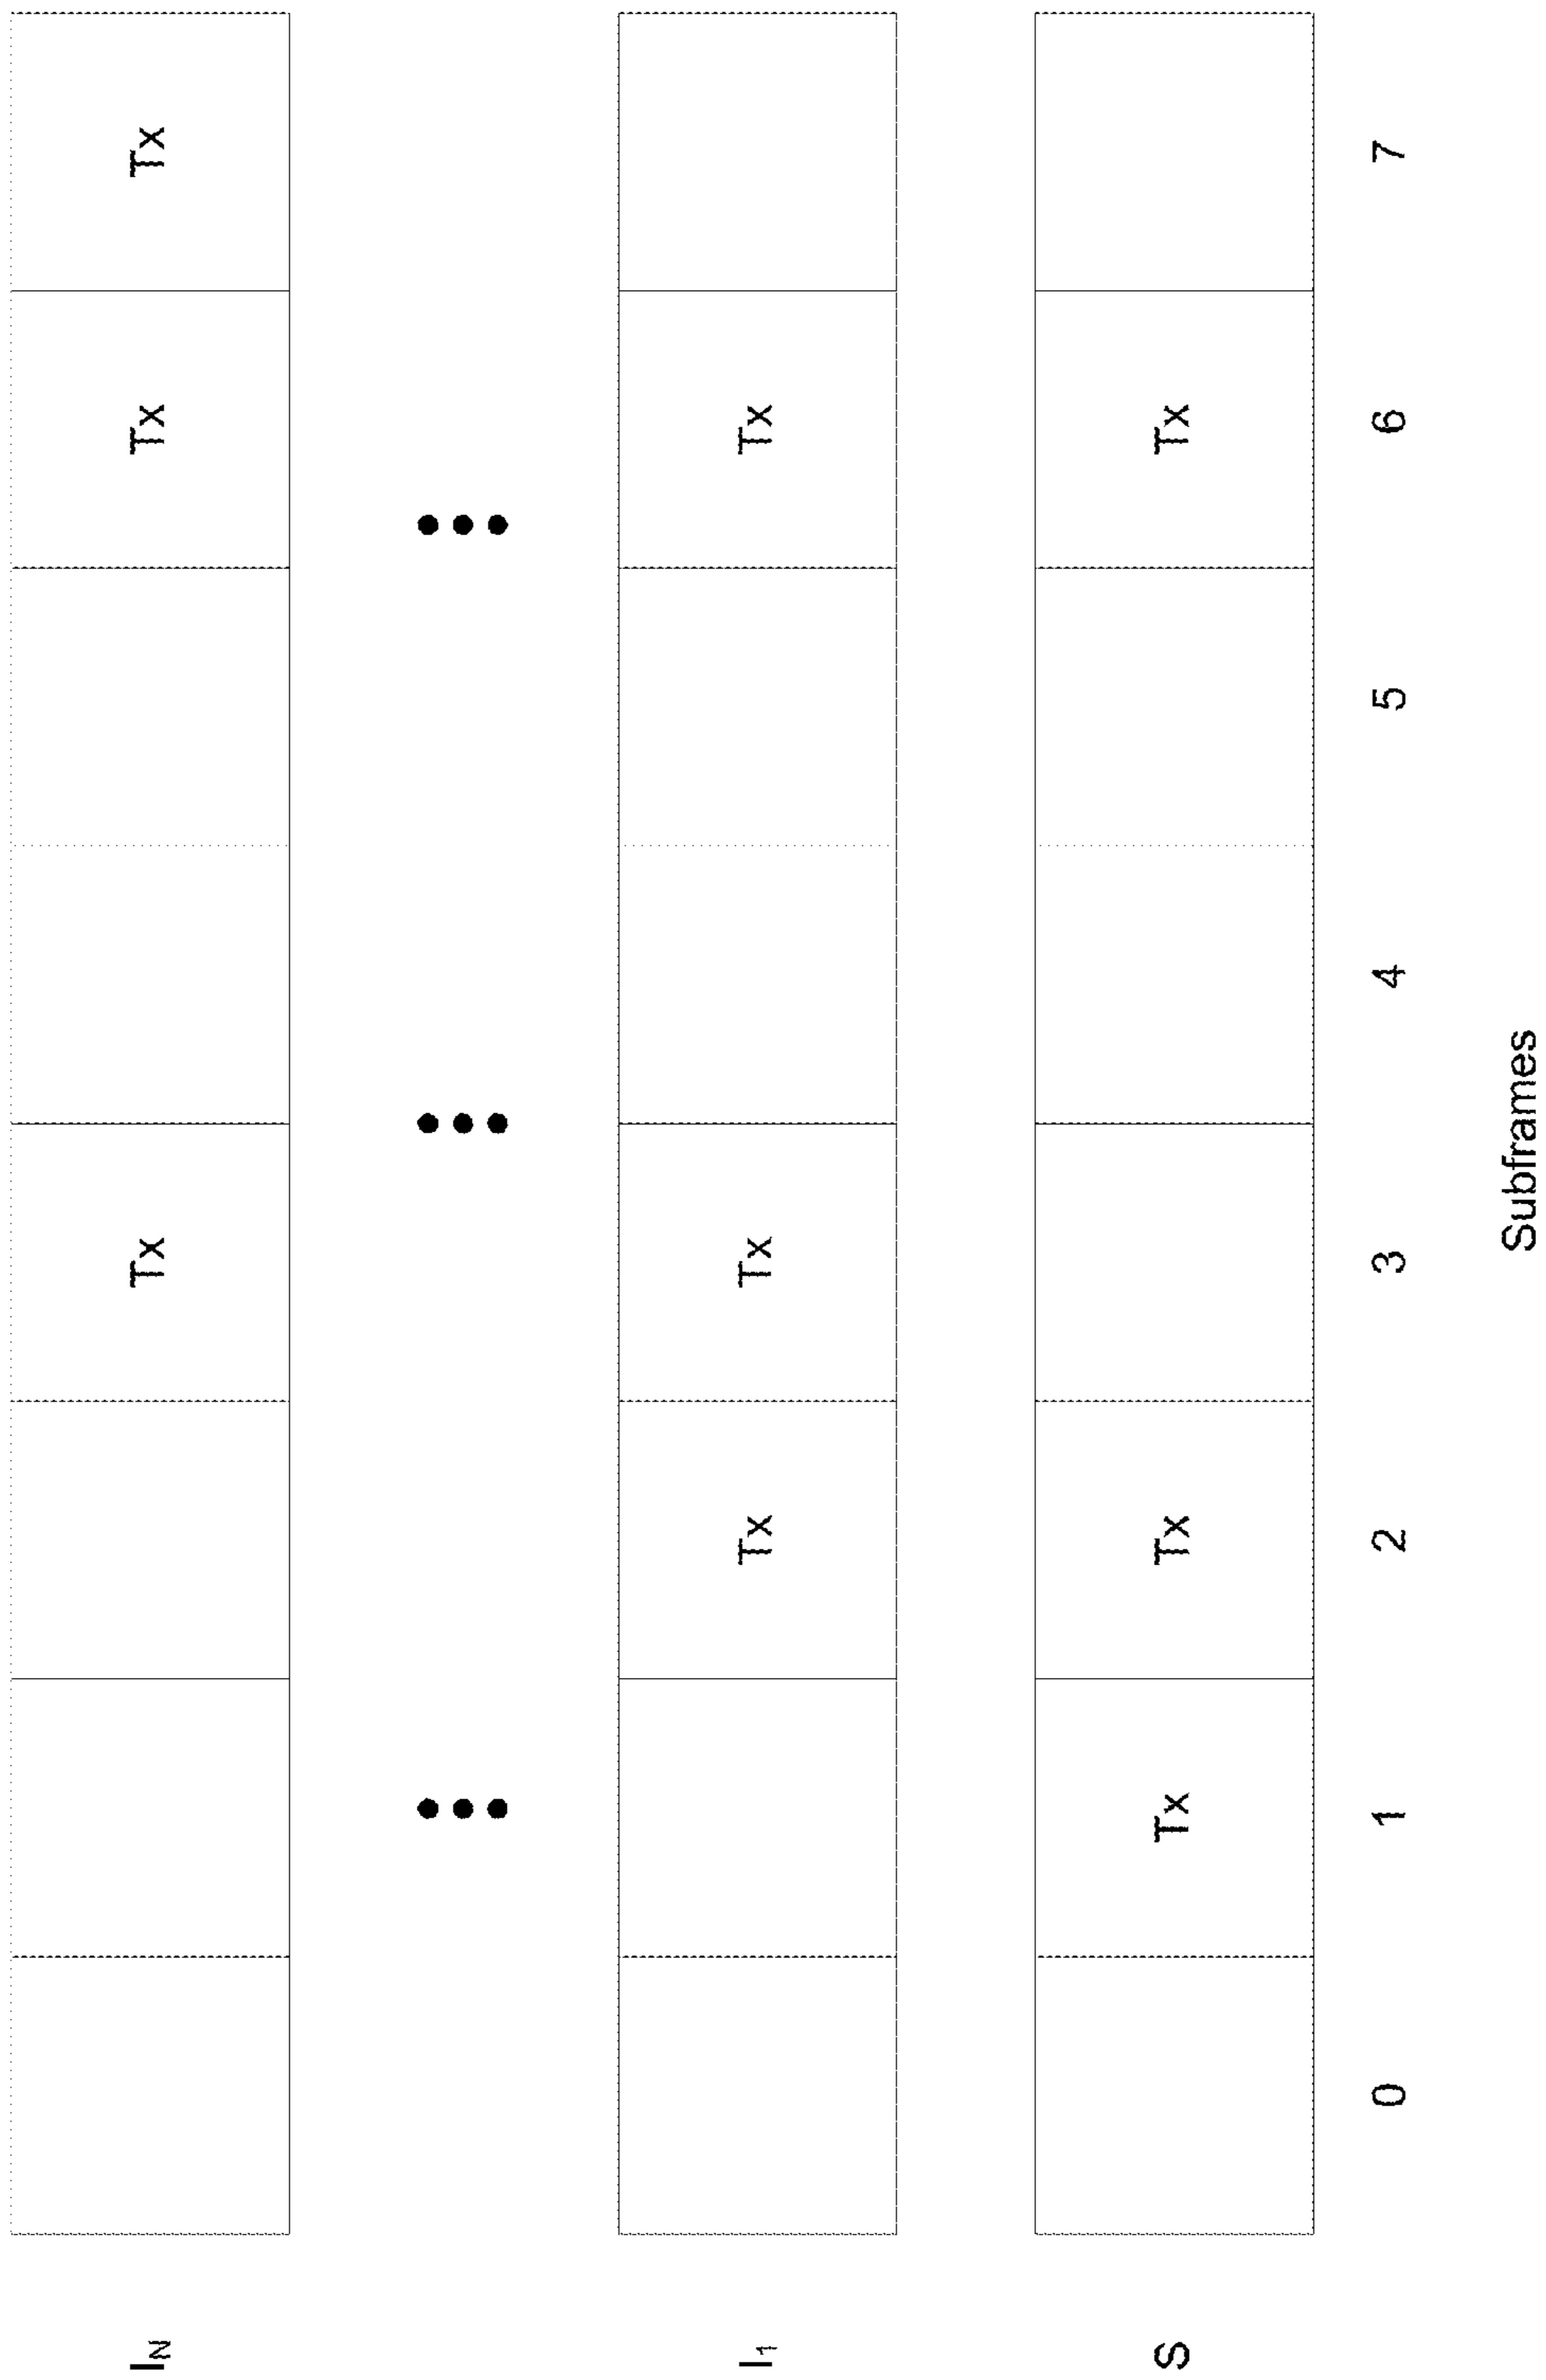 I_N Tx Tx Tx
I_1 Tx Tx Tx
S Tx Tx Tx
0 1 2 3 4 5 6 7
Subframes